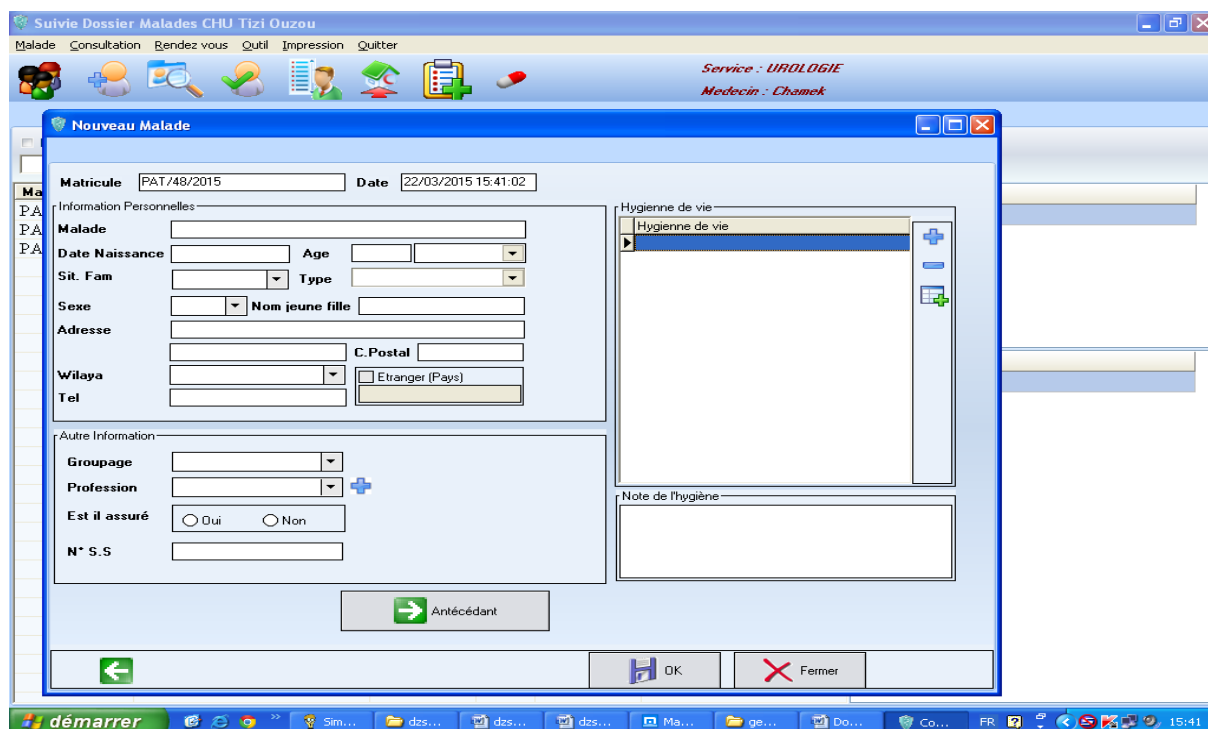 Suivie Dossier Malades CHU Tizi Ouzou
Malade Consultation Rendez vous Outil Impression Quitter
Service : UROLOGIE
Medecin : Chamek
Nouveau Malade
Matricule PAT/48/2015 Date 22/03/2015 15:41:02
Ma
PA
PA
PA
Information Personnelles
Malade
Date Naissance Age
Sit. Fam Type
Sexe Nom jeune fille
Adresse
C.Postal
Wilaya Etranger (Pays)
Tel
Autre Information
Groupage
Profession
Est il assuré Oui Non
N° S.S
Hygienne de vie
Hygienne de vie
Note de l'hygiène
Antécédant
OK Fermer
démarrer Sim... dzs... dzs... dzs... Ma... ge... Do... Co... FR 15:41